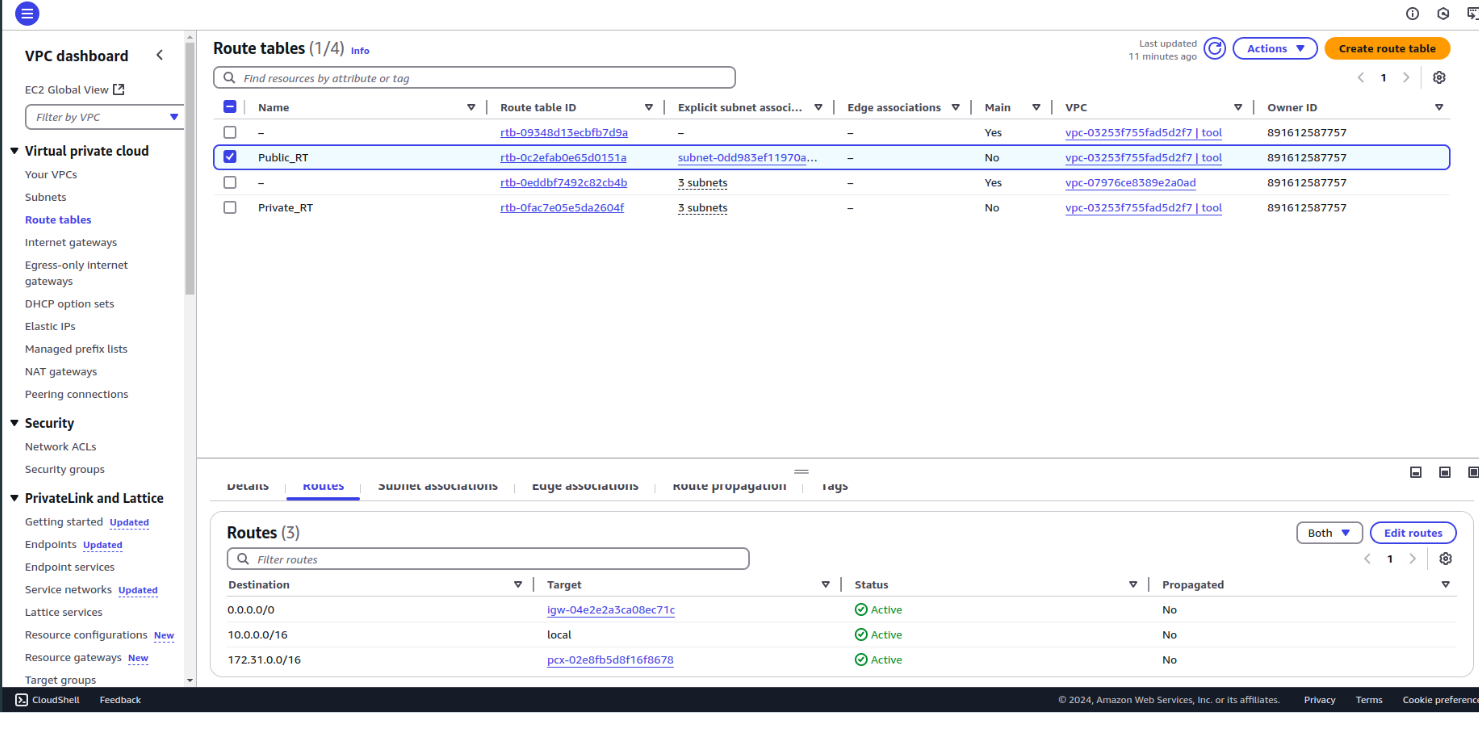 VPC dashboard
EC2 Global View
Filter by VPC
Virtual private cloud
Your VPCs
Subnets
Route tables
Internet gateways
Egress-only internet
gateways
DHCP option sets
Elastic IPs
Managed prefix lists
NAT gateways
Peering connections
Security
Network ACLs
Security groups
PrivateLink and Lattice
Getting started Updated
Endpoints Updated
Endpoint services
Service networks Updated
Lattice services
Resource configurations New
Resource gateways New
Target groups
Route tables (1/4) Info
Last updated
11 minutes ago
Actions
Create route table
Find resources by attribute or tag
1
Name Route table ID Explicit subnet associ... Edge associations Main VPC Owner ID
– rtb-09348d13ecbfb7d9a – – Yes vpc-03253f755fad5d2f7 | tool 891612587757
Public_RT rtb-0c2efab0e65d0151a subnet-0dd983ef11970a... – No vpc-03253f755fad5d2f7 | tool 891612587757
– rtb-0eddbf7492c82cb4b 3 subnets – Yes vpc-07976ce8389e2a0ad 891612587757
Private_RT rtb-0fac7e05e5da2604f 3 subnets – No vpc-03253f755fad5d2f7 | tool 891612587757
Details Routes Subnet associations Edge associations Route propagation Tags
Routes (3)
Both Edit routes
Filter routes
1
Destination Target Status Propagated
0.0.0.0/0 igw-04e2e2a3ca08ec71c Active No
10.0.0.0/16 local Active No
172.31.0.0/16 pcx-02e8fb5d8f16f8678 Active No
CloudShell Feedback © 2024, Amazon Web Services, Inc. or its affiliates. Privacy Terms Cookie preference